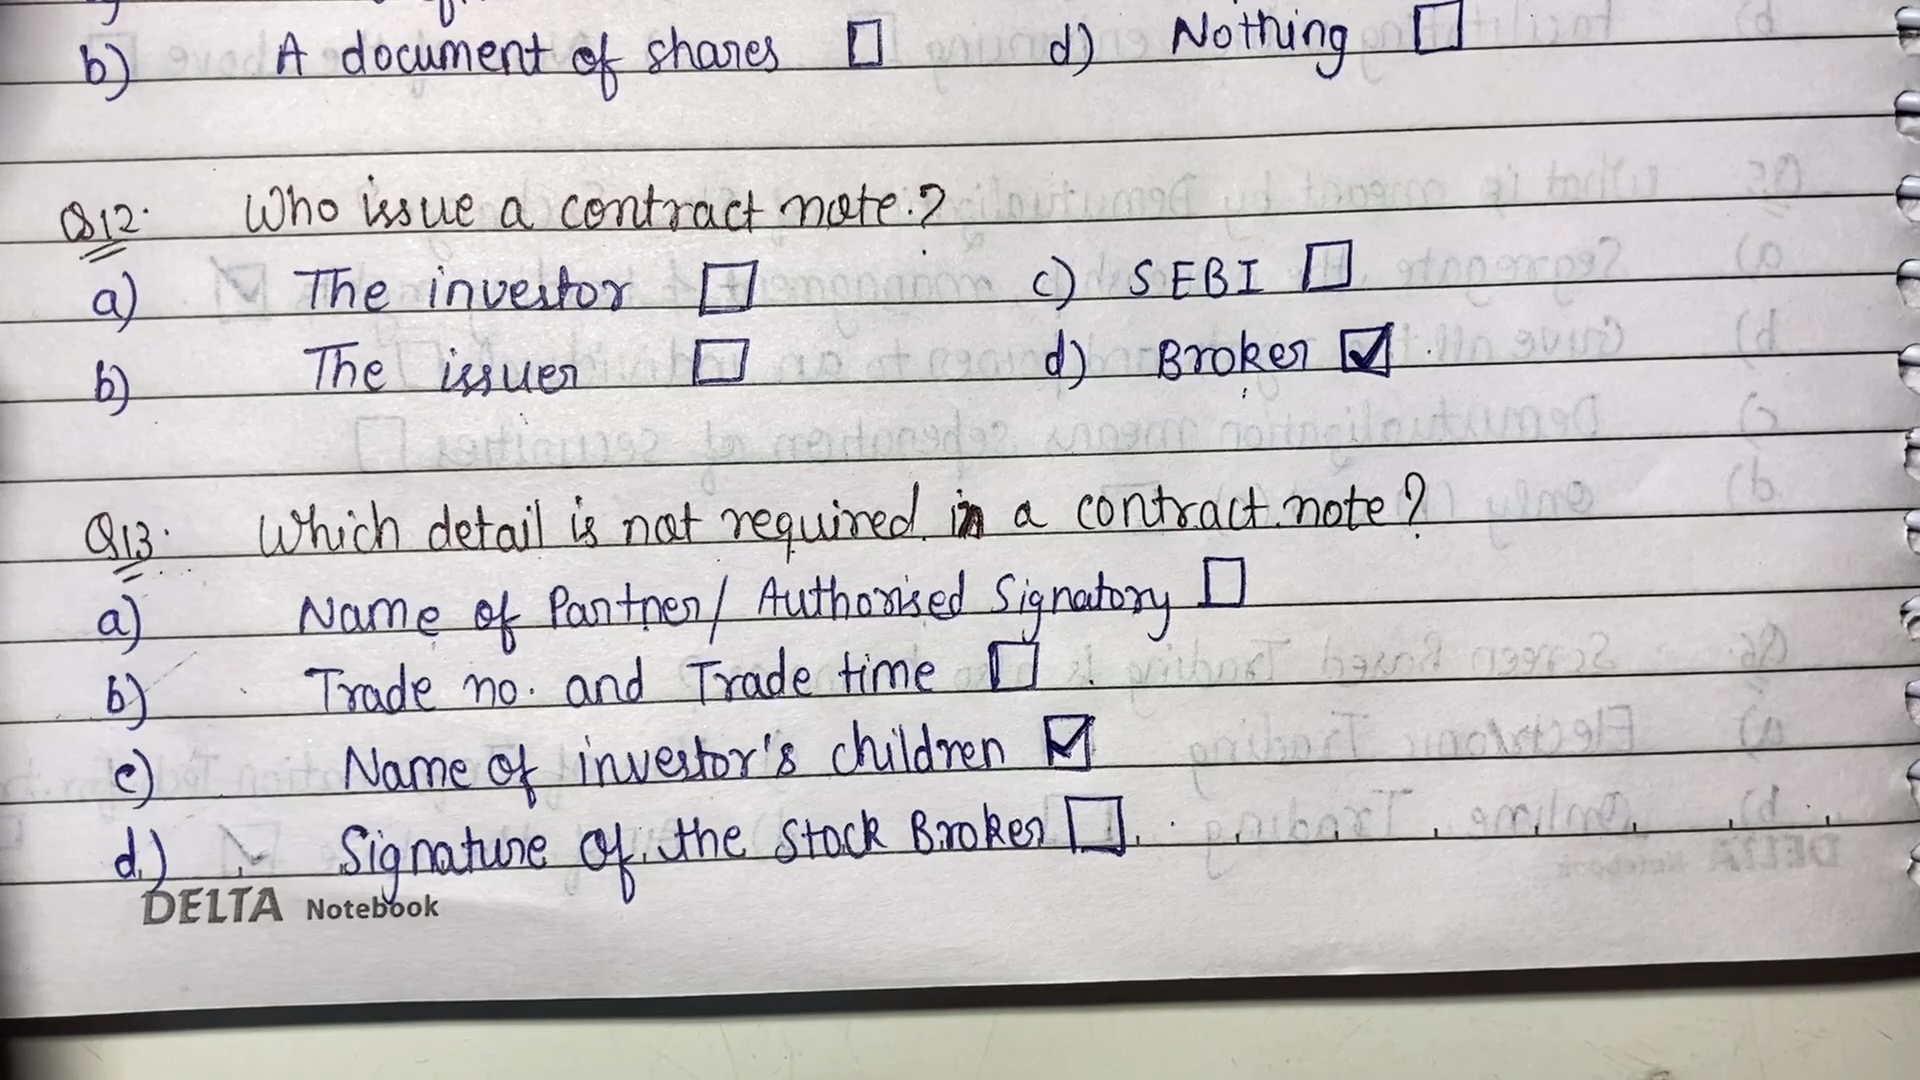 b) A document of shares d) Nothing
Q12. Who issue a contract note.?
a) The investor c) SEBI
b) The issuer d) Broker
Q13. Which detail is not required in a contract note?
a) Name of Partner/ Authorised Signatory
b) Trade no. and Trade time
c) Name of investor's children
d.) Signature of the Stock Broker
DELTA Notebook